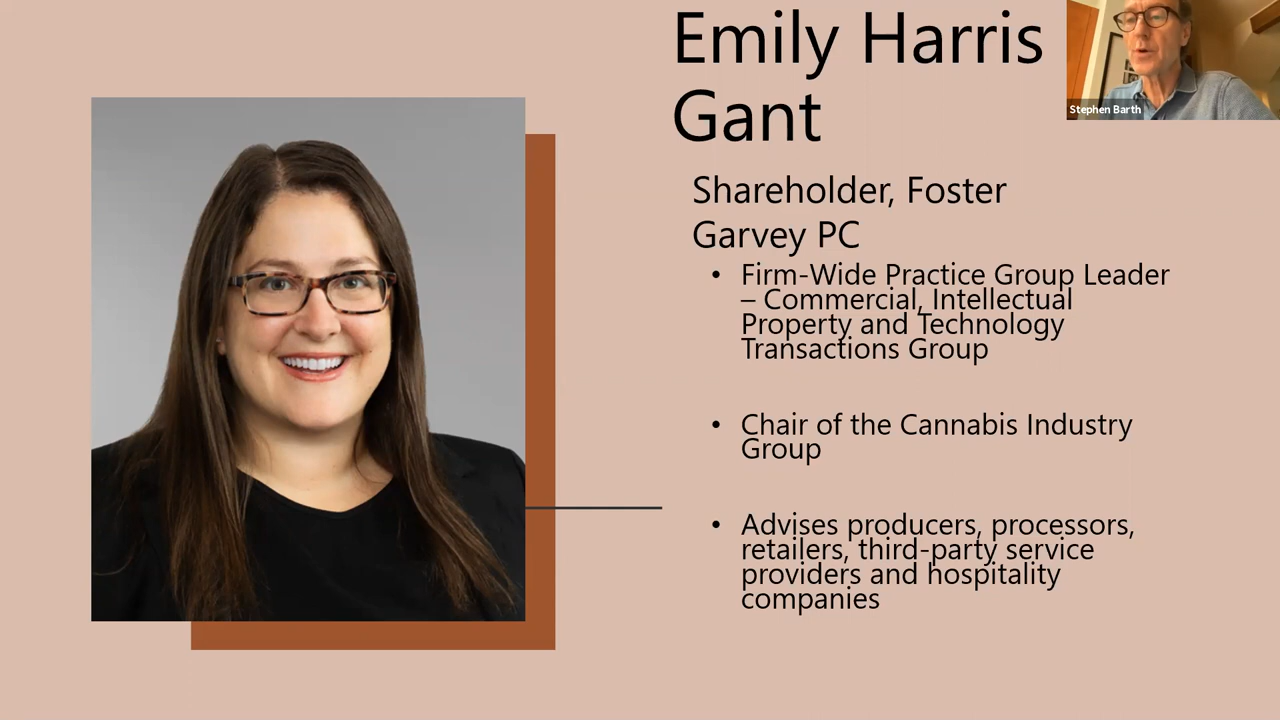 Emily Harris
Gant
Stephen Barth
Shareholder, Foster
Garvey PC
• Firm-Wide Practice Group Leader
– Commercial, Intellectual
Property and Technology
Transactions Group
• Chair of the Cannabis Industry
Group
• Advises producers, processors,
retailers, third-party service
providers and hospitality
companies